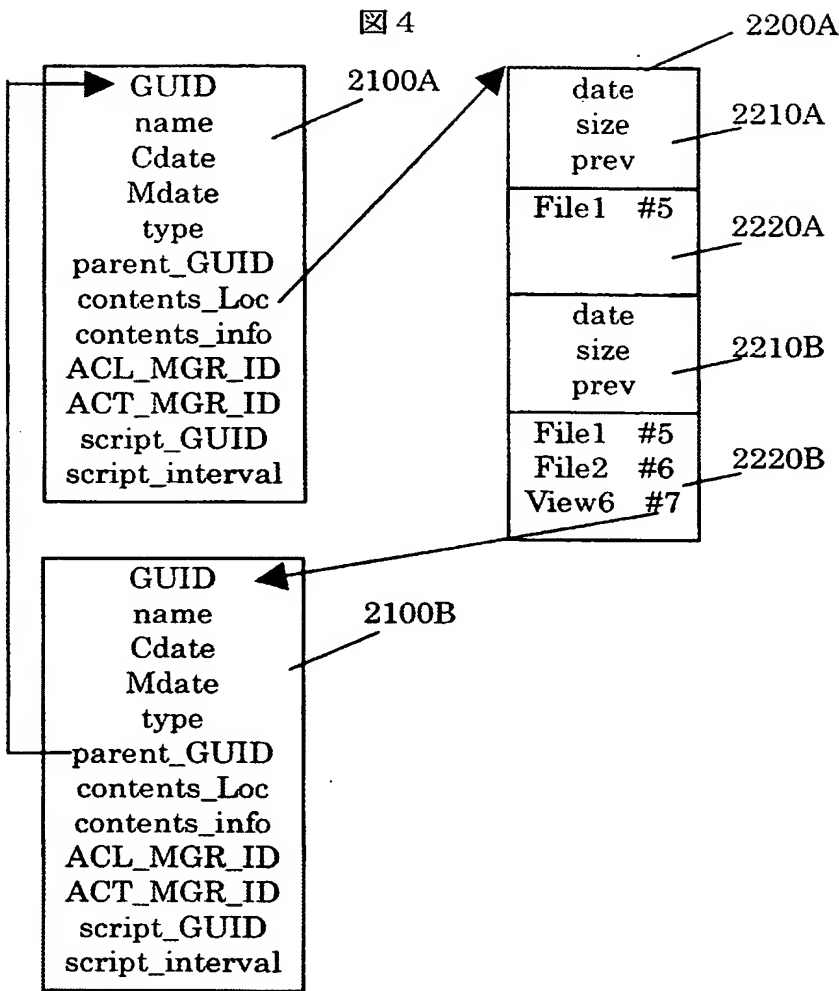 図 4
GUID
name
Cdate
Mdate
type
parent_GUID
contents_Loc
contents_info
ACL_MGR_ID
ACT_MGR_ID
script_GUID
script_interval
2100A
2200A
date
size
prev
2210A
File1 #5
2220A
date
size
prev
2210B
File1 #5
File2 #6
View6 #7
2220B
GUID
name
Cdate
Mdate
type
parent_GUID
contents_Loc
contents_info
ACL_MGR_ID
ACT_MGR_ID
script_GUID
script_interval
2100B